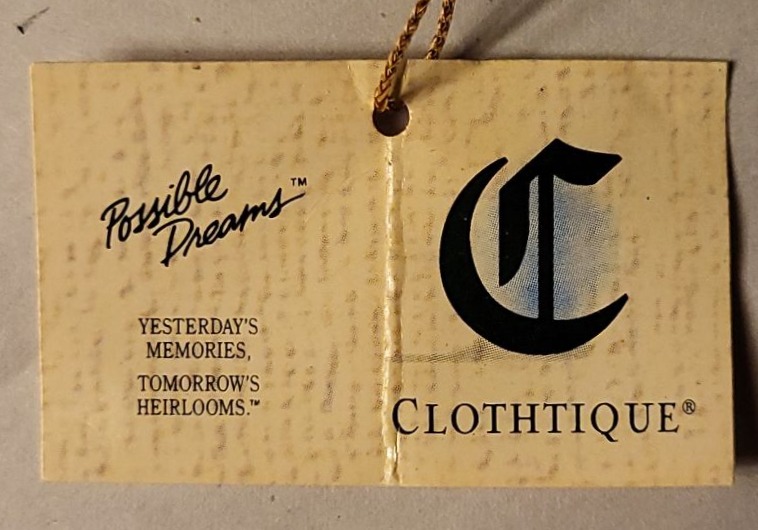 Possible
Dreams™
YESTERDAY'S
MEMORIES,
TOMORROW'S
HEIRLOOMS.™
C
CLOTHTIQUE®